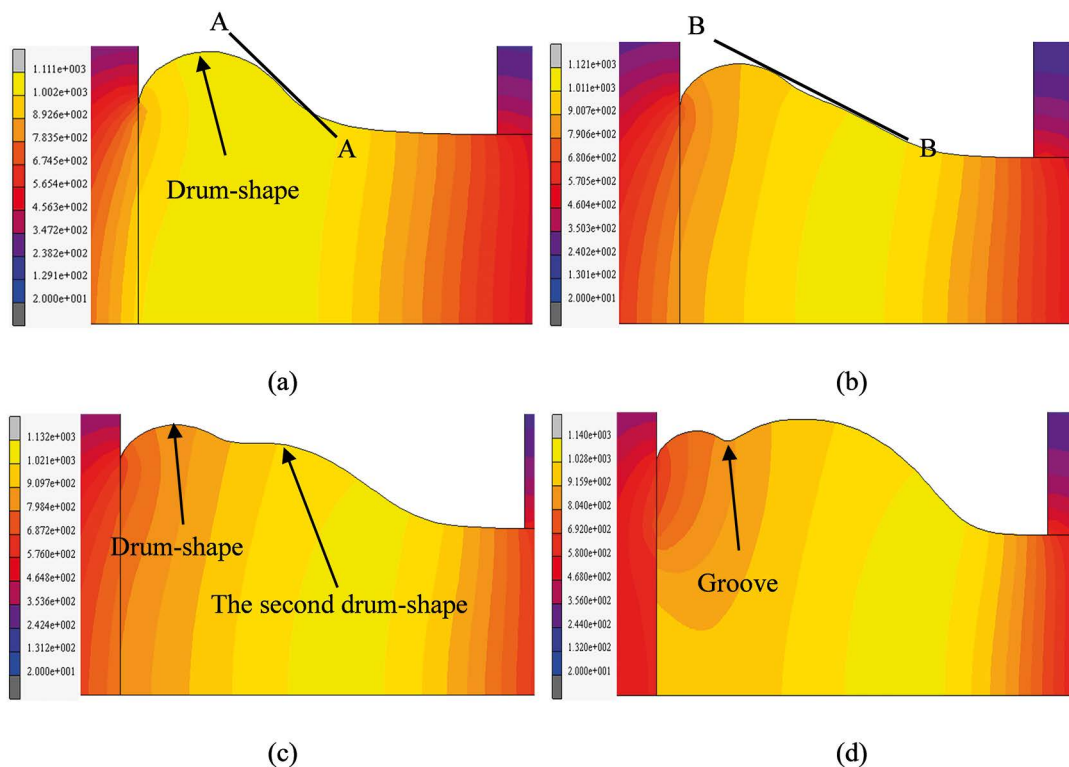 A
A
Drum-shape
1.111e+003
1.002e+003
8.926e+002
7.835e+002
6.745e+002
5.654e+002
4.563e+002
3.472e+002
2.382e+002
1.291e+002
2.000e+001
(a)
B
B
1.121e+003
1.011e+003
9.007e+002
7.906e+002
6.806e+002
5.705e+002
4.604e+002
3.503e+002
2.402e+002
1.301e+002
2.000e+001
(b)
1.132e+003
1.021e+003
9.097e+002
7.984e+002
6.872e+002
5.760e+002
4.648e+002
3.536e+002
2.424e+002
1.312e+002
2.000e+001
Drum-shape
The second drum-shape
(c)
1.140e+003
1.028e+003
9.159e+002
8.040e+002
6.920e+002
5.800e+002
4.680e+002
3.560e+002
2.440e+002
1.320e+002
2.000e+001
Groove
(d)